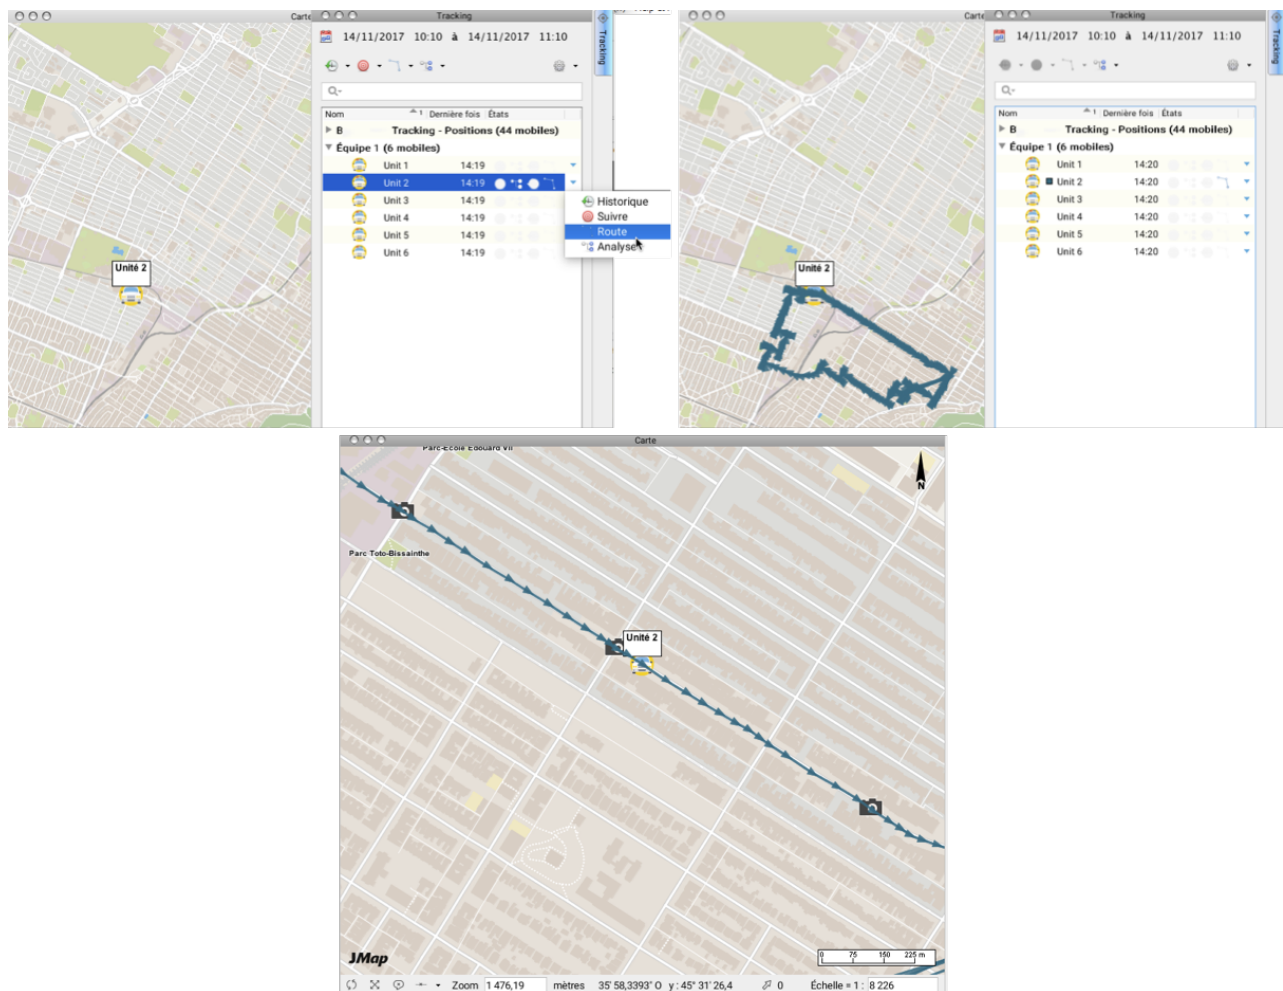 Carte
Tracking
14/11/2017 10:10 à 14/11/2017 11:10
Tracking
Nom 1 Dernière fois États
B Tracking - Positions (44 mobiles)
Équipe 1 (6 mobiles)
Unit 1 14:19
Unit 2 14:19
Unit 3 14:19
Unit 4 14:19
Unit 5 14:19
Unit 6 14:19
Historique
Suivre
Route
Analyse
Unité 2
Carte
Tracking
14/11/2017 10:10 à 14/11/2017 11:10
Tracking
Nom 1 Dernière fois États
B Tracking - Positions (44 mobiles)
Équipe 1 (6 mobiles)
Unit 1 14:20
Unit 2 14:20
Unit 3 14:20
Unit 4 14:20
Unit 5 14:20
Unit 6 14:20
Unité 2
Carte
Parc-École Édouard VII
N
Parc Toto-Bissainthe
Unité 2
JMap
0 75 150 225 m
Zoom 1 476,19 mètres 35' 58,3393" O y : 45° 31' 26,4 0 Échelle = 1 : 8 226